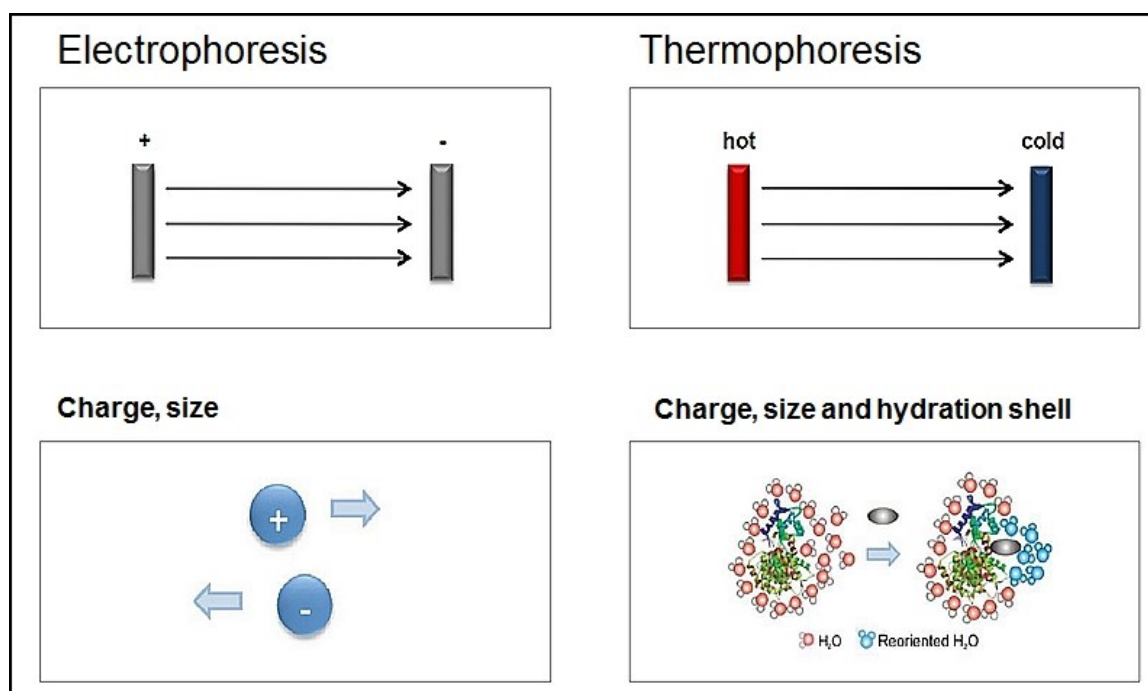 Electrophoresis
Thermophoresis
+
-
hot
cold
Charge, size
Charge, size and hydration shell
+
-
H₂O
Reoriented H₂O